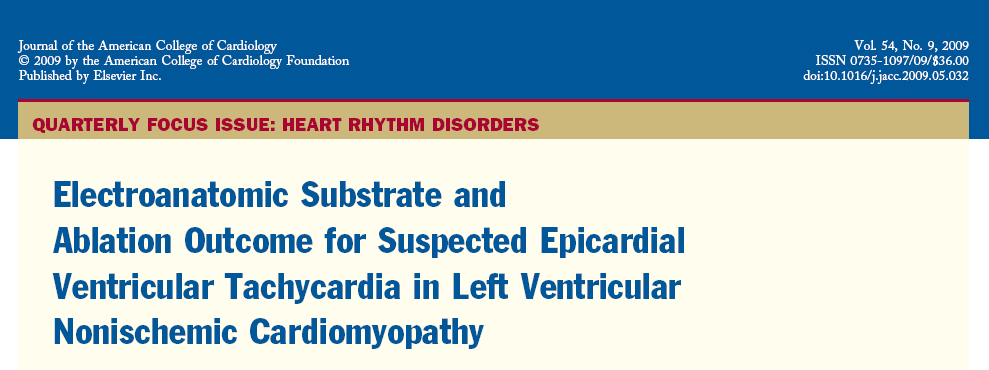 Journal of the American College of Cardiology
© 2009 by the American College of Cardiology Foundation
Published by Elsevier Inc.
Vol. 54, No. 9, 2009
ISSN 0735-1097/09/$36.00
doi:10.1016/j.jacc.2009.05.032
QUARTERLY FOCUS ISSUE: HEART RHYTHM DISORDERS
Electroanatomic Substrate and
Ablation Outcome for Suspected Epicardial
Ventricular Tachycardia in Left Ventricular
Nonischemic Cardiomyopathy